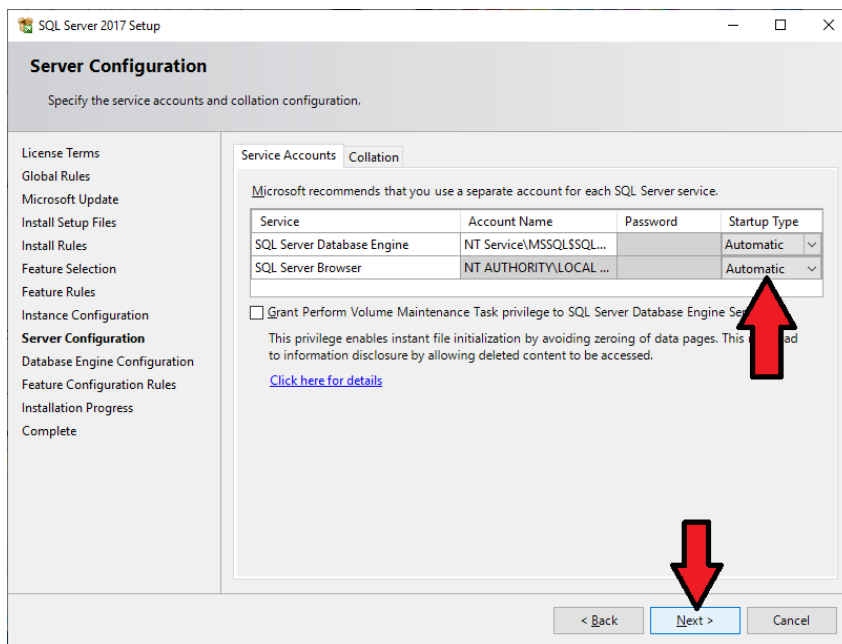 SQL Server 2017 Setup
Server Configuration
Specify the service accounts and collation configuration.
License Terms
Global Rules
Microsoft Update
Install Setup Files
Install Rules
Feature Selection
Feature Rules
Instance Configuration
Server Configuration
Database Engine Configuration
Feature Configuration Rules
Installation Progress
Complete
Service Accounts Collation
Microsoft recommends that you use a separate account for each SQL Server service.
Service Account Name Password Startup Type
SQL Server Database Engine NT Service\MSSQL$SQL... Automatic
SQL Server Browser NT AUTHORITY\LOCAL ... Automatic
Grant Perform Volume Maintenance Task privilege to SQL Server Database Engine
This privilege enables instant file initialization by avoiding zeroing of data pages. This
to information disclosure by allowing deleted content to be accessed.
Click here for details
< Back Next > Cancel